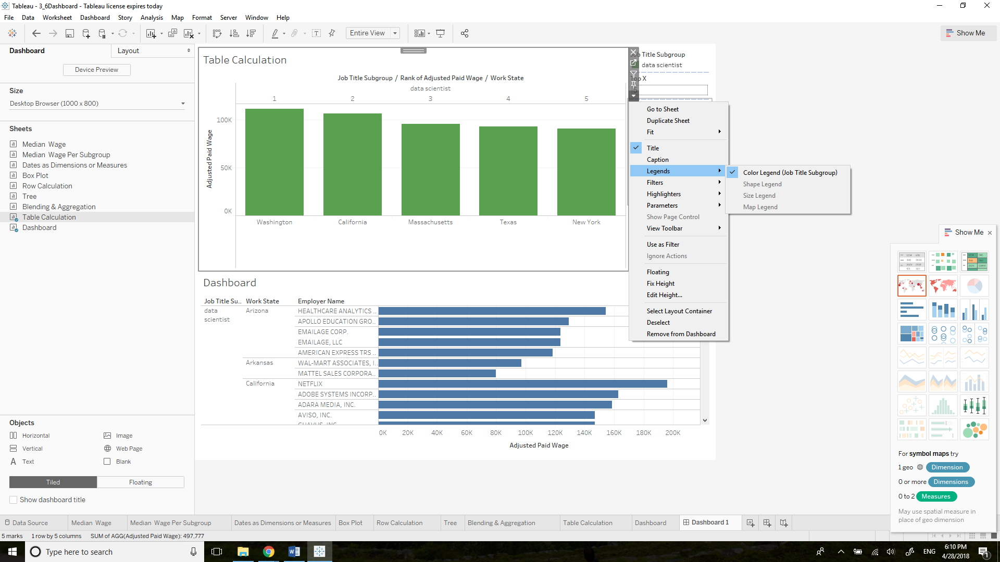 Tableau - 3_6Dashboard - Tableau license expires today
File Data Worksheet Dashboard Story Analysis Map Format Server Window Help
Entire View
Show Me
Dashboard
Layout
Device Preview
Size
Desktop Browser (1000 x 800)
Sheets
Median Wage
Median Wage Per Subgroup
Dates as Dimensions or Measures
Box Plot
Row Calculation
Tree
Blending & Aggregation
Table Calculation
Dashboard
Objects
Horizontal
Image
Vertical
Web Page
A Text
Blank
Tiled
Floating
Show dashboard title
Table Calculation
Job Title Subgroup / Rank of Adjusted Paid Wage / Work State
data scientist
1 2 3 4 5
Adjusted Paid Wage
100K
50K
0K
Washington California Massachusetts Texas New York
Job Title Subgroup
data scientist
Top X
5
Go to Sheet
Duplicate Sheet
Fit
Title
Caption
Legends
Filters
Highlighters
Parameters
Show Page Control
View Toolbar
Use as Filter
Ignore Actions
Floating
Fix Height
Edit Height...
Select Layout Container
Deselect
Remove from Dashboard
Color Legend (Job Title Subgroup)
Shape Legend
Size Legend
Map Legend
Dashboard
Job Title Su.. Work State Employer Name
data scientist
Arizona
HEALTHCARE ANALYTICS ..
APOLLO EDUCATION GRO..
EMAILAGE CORP.
EMAILAGE, LLC
AMERICAN EXPRESS TRS ..
Arkansas
WAL-MART ASSOCIATES, I..
MATTEL SALES CORPORA..
California
NETFLIX
ADOBE SYSTEMS INCORP..
ADARA MEDIA, INC.
AVISO, INC.
0K 20K 40K 60K 80K 100K 120K 140K 160K 180K 200K
Adjusted Paid Wage
Show Me
For symbol maps try
1 geo Dimension
0 or more Dimensions
0 to 2 Measures
May use spatial measure in
place of geo dimension
Data Source Median Wage Median Wage Per Subgroup Dates as Dimensions or Measures Box Plot Row Calculation Tree Blending & Aggregation Table Calculation Dashboard Dashboard 1
5 marks 1 row by 5 columns SUM of AGG(Adjusted Paid Wage): 497,777
Type here to search
ENG
6:10 PM
4/28/2018
1